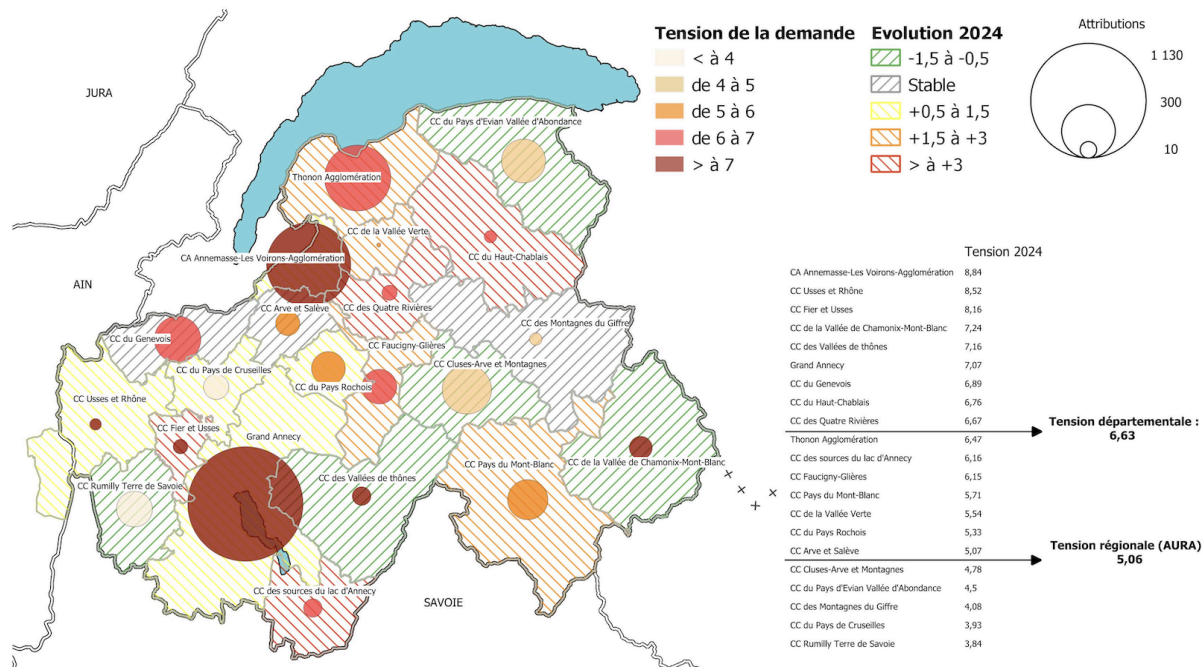 JURA
AIN
SAVOIE
CC du Pays d'Evian Vallée d'Abondance
Thonon Agglomération
CC de la Vallée Verte
CA Annemasse-Les Voirons-Agglomération
CC du Haut-Chablais
CC Arve et Salève
CC des Quatre Rivières
CC des Montagnes du Giffre
CC du Genevois
CC Faucigny-Glières
CC du Pays de Cruseilles
CC Cluses-Arve et Montagnes
CC du Pays Rochois
CC Usses et Rhône
CC Fier et Usses
Grand Annecy
CC Rumilly Terre de Savoie
CC des Vallées de thônes
CC Pays du Mont-Blanc
CC de la Vallée de Chamonix-Mont-Blanc
CC des sources du lac d'Annecy
Tension de la demande
< à 4
de 4 à 5
de 5 à 6
de 6 à 7
> à 7
Evolution 2024
-1,5 à -0,5
Stable
+0,5 à 1,5
+1,5 à +3
> à +3
Attributions
1 130
300
10
Tension 2024
CA Annemasse-Les Voirons-Agglomération 8,84
CC Usses et Rhône 8,52
CC Fier et Usses 8,16
CC de la Vallée de Chamonix-Mont-Blanc 7,24
CC des Vallées de thônes 7,16
Grand Annecy 7,07
CC du Genevois 6,89
CC du Haut-Chablais 6,76
CC des Quatre Rivières 6,67
Tension départementale :
6,63
Thonon Agglomération 6,47
CC des sources du lac d'Annecy 6,16
CC Faucigny-Glières 6,15
CC Pays du Mont-Blanc 5,71
CC de la Vallée Verte 5,54
CC du Pays Rochois 5,33
CC Arve et Salève 5,07
Tension régionale (AURA)
5,06
CC Cluses-Arve et Montagnes 4,78
CC du Pays d'Evian Vallée d'Abondance 4,5
CC des Montagnes du Giffre 4,08
CC du Pays de Cruseilles 3,93
CC Rumilly Terre de Savoie 3,84